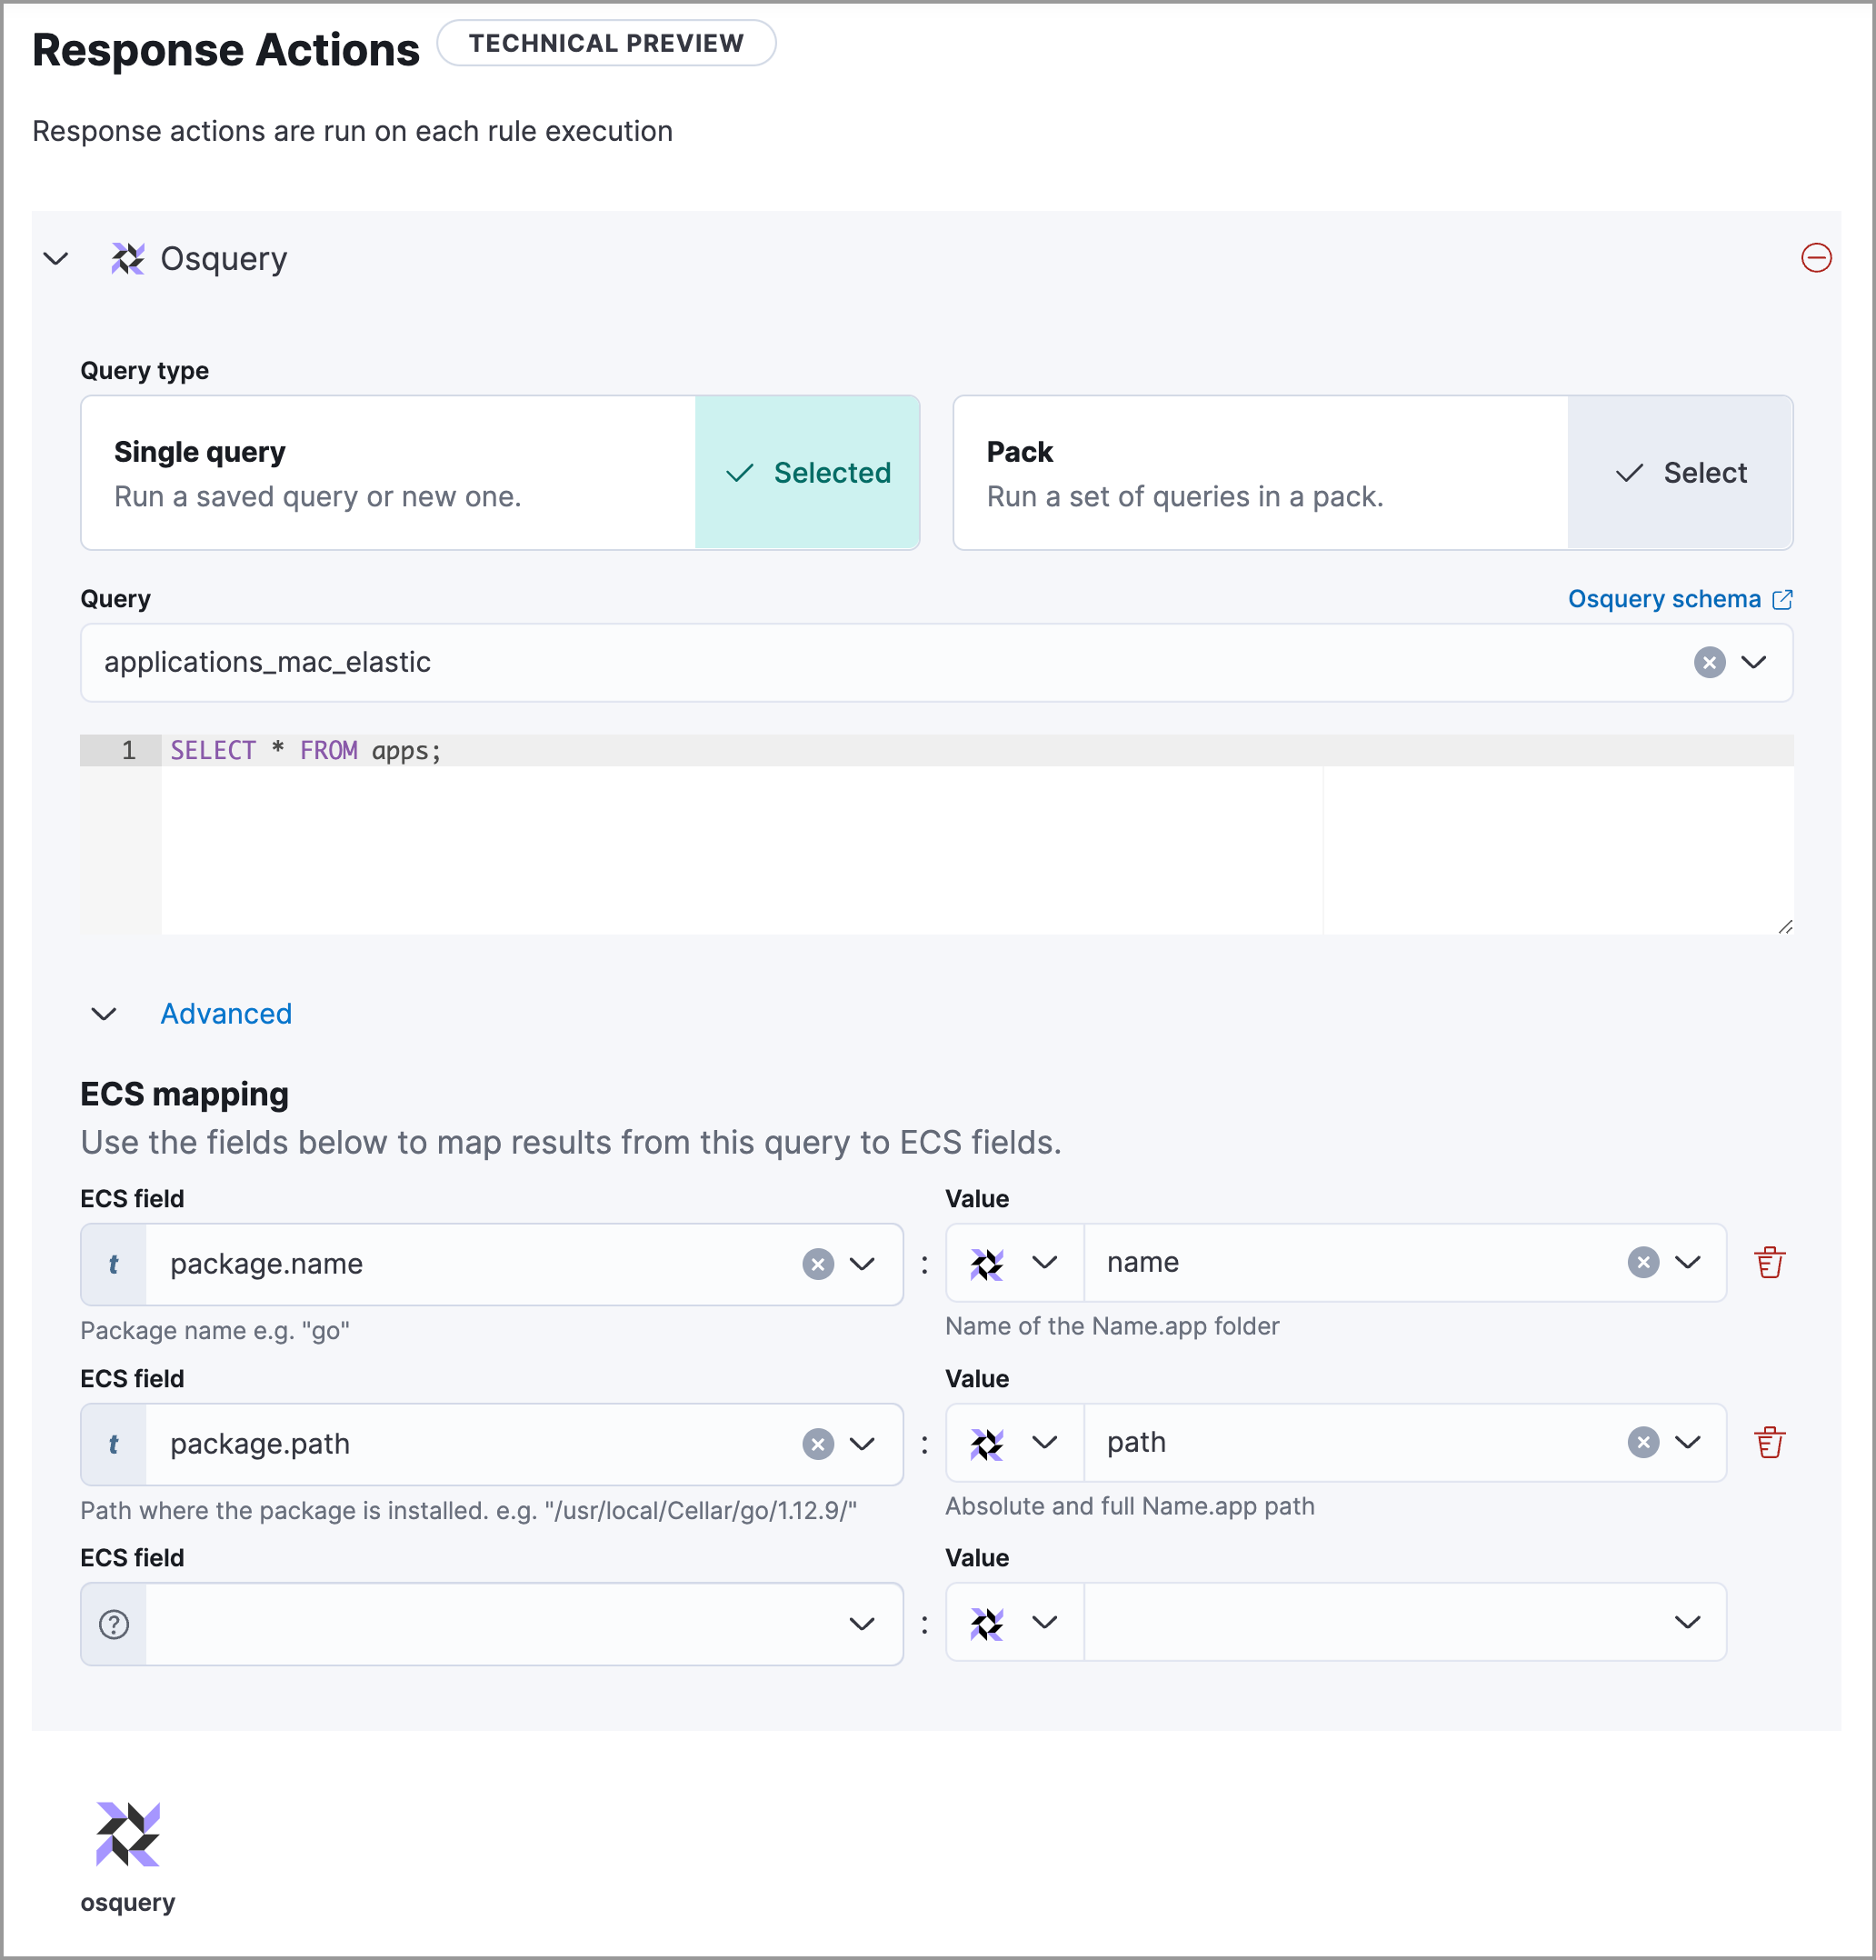 Response Actions TECHNICAL PREVIEW
Response actions are run on each rule execution
Osquery
Query type
Single query
Run a saved query or new one.
Selected
Pack
Run a set of queries in a pack.
Select
Query
Osquery schema
applications_mac_elastic
1 SELECT * FROM apps;
Advanced
ECS mapping
Use the fields below to map results from this query to ECS fields.
ECS field
Value
t package.name : name
Package name e.g. "go"
Name of the Name.app folder
ECS field
Value
t package.path : path
Path where the package is installed. e.g. "/usr/local/Cellar/go/1.12.9/"
Absolute and full Name.app path
ECS field
Value
:
osquery